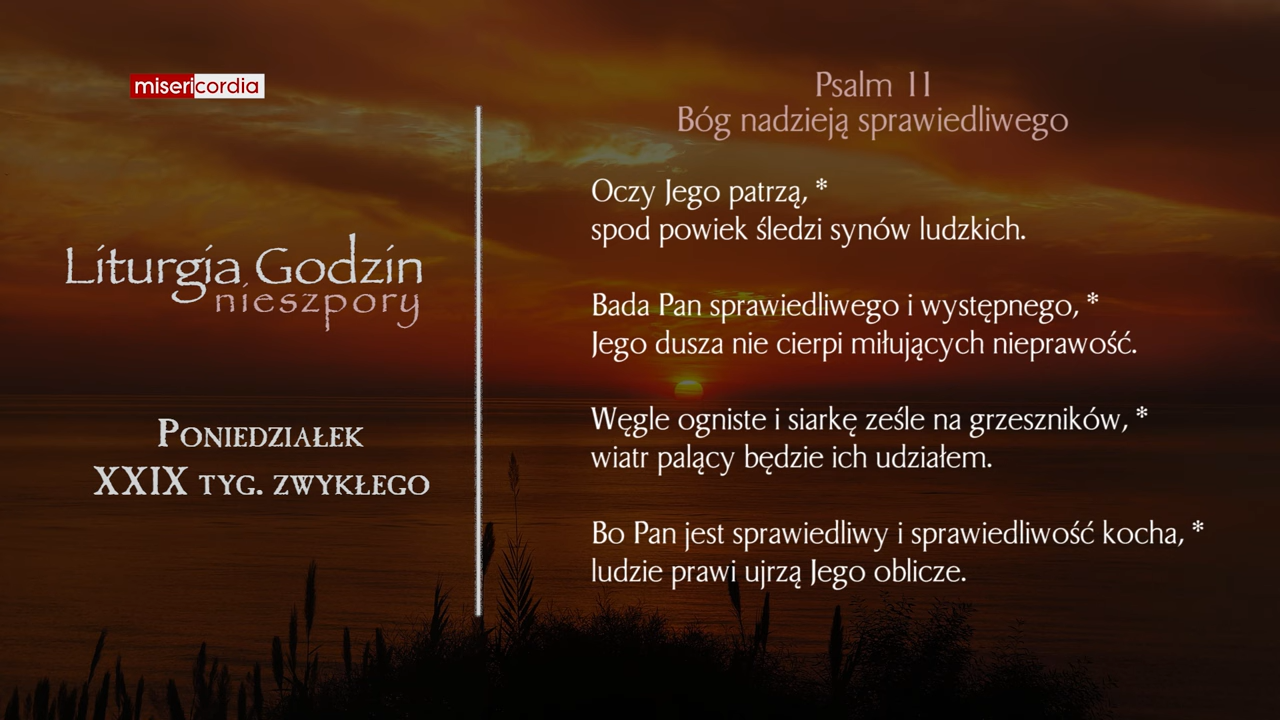 misericordia
Liturgia Godzin
nieszpory
Poniedziałek
XXIX tyg. zwykłego
Psalm 11
Bóg nadzieją sprawiedliwego
Oczy Jego patrzą, *
spod powiek śledzi synów ludzkich.
Bada Pan sprawiedliwego i występnego, *
Jego dusza nie cierpi miłujących nieprawość.
Węgle ogniste i siarkę ześle na grzeszników, *
wiatr palący będzie ich udziałem.
Bo Pan jest sprawiedliwy i sprawiedliwość kocha, *
ludzie prawi ujrzą Jego oblicze.